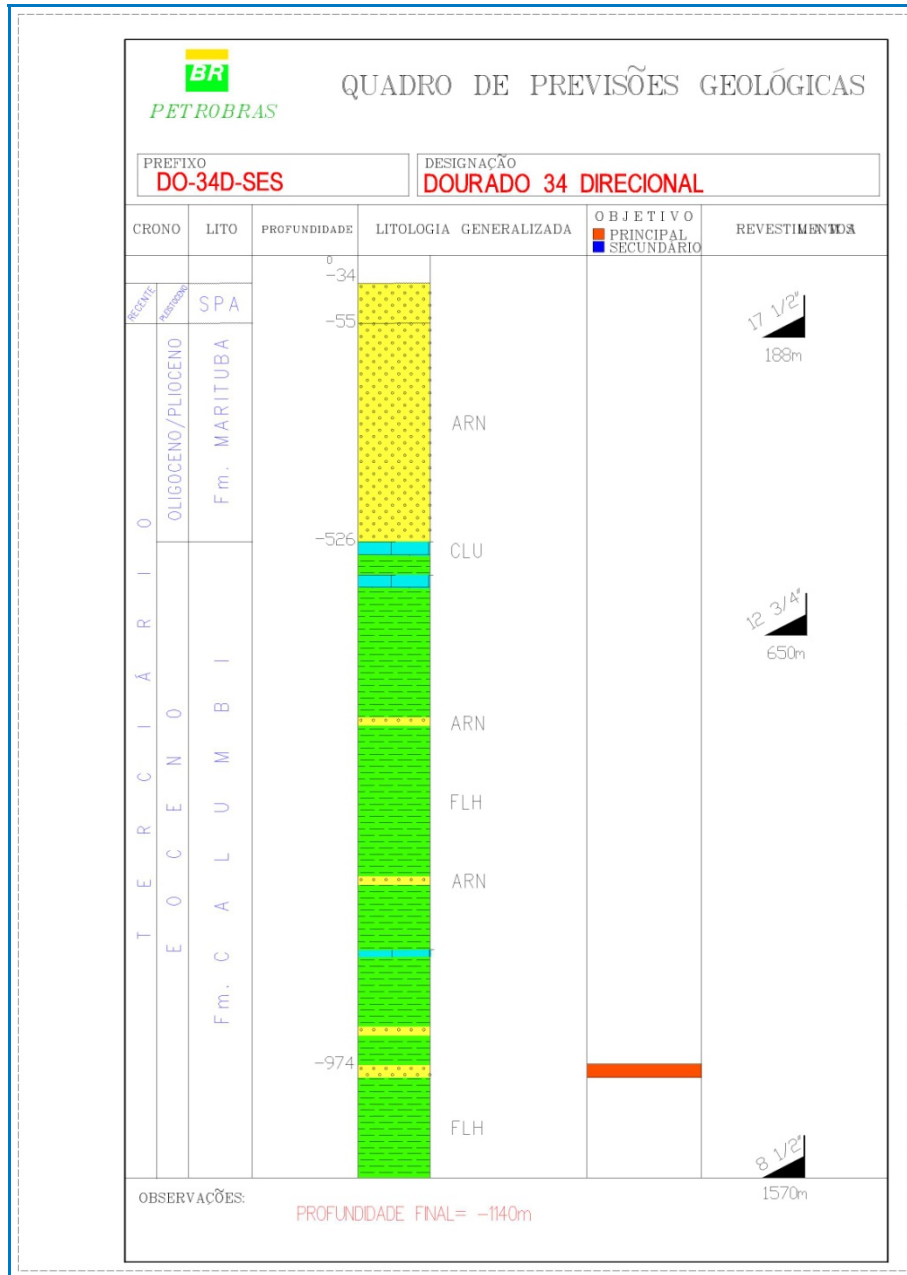 BR
PETROBRAS
QUADRO DE PREVISÕES GEOLÓGICAS
PREFIXO
DO-34D-SES
DESIGNAÇÃO
DOURADO 34 DIRECIONAL
CRONO
LITO
PROFUNDIDADE
LITOLOGIA GENERALIZADA
OBJETIVO
PRINCIPAL
SECUNDÁRIO
0
-34
RECENTE
PLEISTOCENO
SPA
17 1/2"
188m
-55
TERCIÁRIO
OLIGOCENO/PLIOCENO
Fm. MARITUBA
ARN
-526
CLU
12 3/4"
650m
EOCENO
Fm. CALUMBI
ARN
FLH
ARN
-974
FLH
8 1/2"
1570m
OBSERVAÇÕES:
PROFUNDIDADE FINAL= -1140m